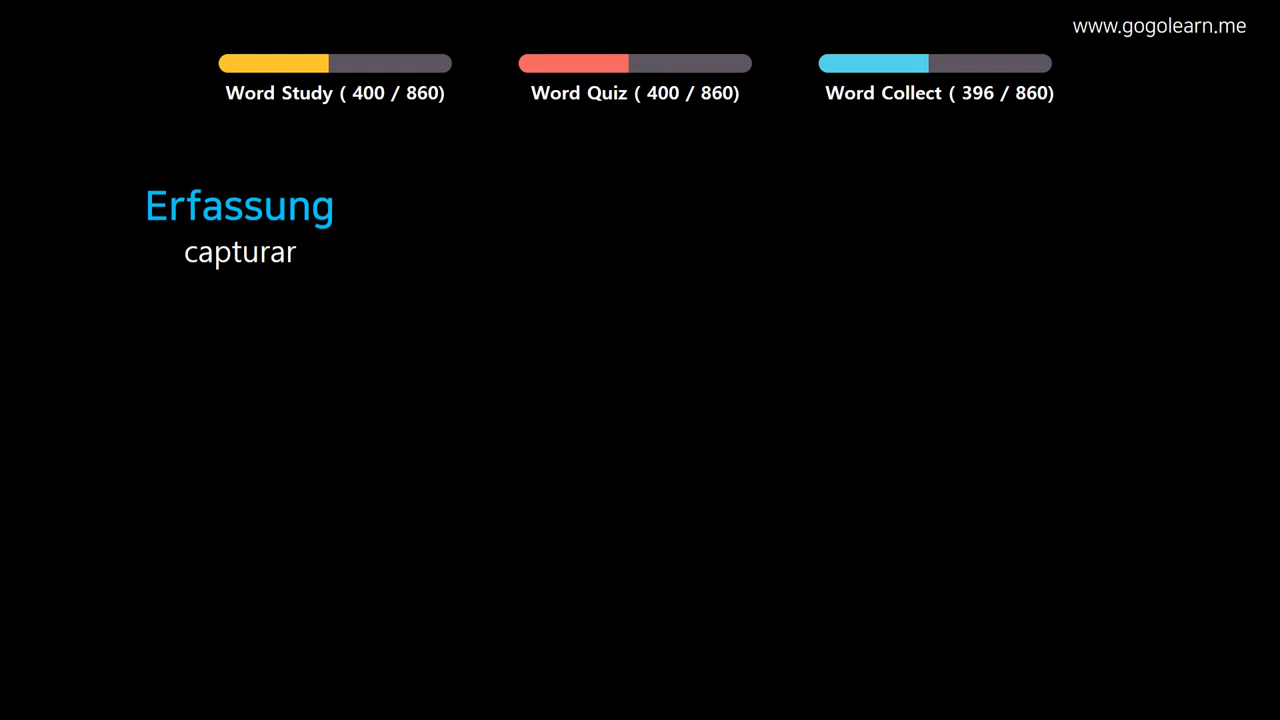 www.gogolearn.me
Word Study ( 400 / 860)
Word Quiz ( 400 / 860)
Word Collect ( 396 / 860)
Erfassung
capturar